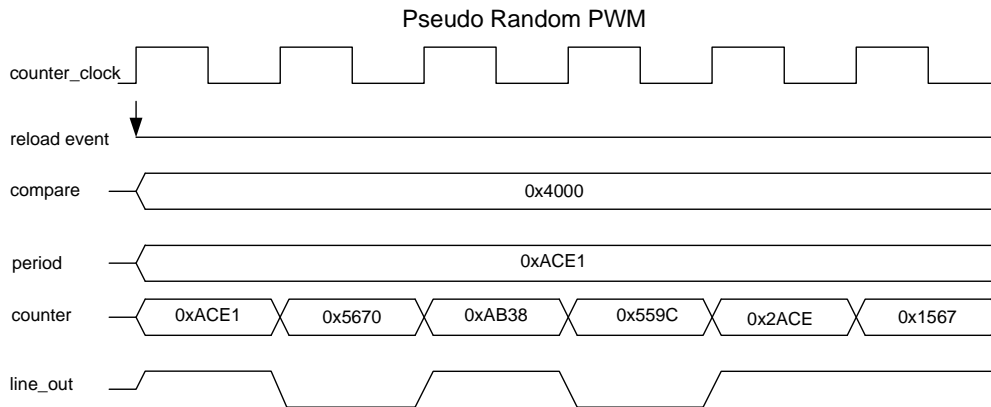 Pseudo Random PWM
counter_clock
reload event
compare 0x4000
period 0xACE1
counter 0xACE1 0x5670 0xAB38 0x559C 0x2ACE 0x1567
line_out